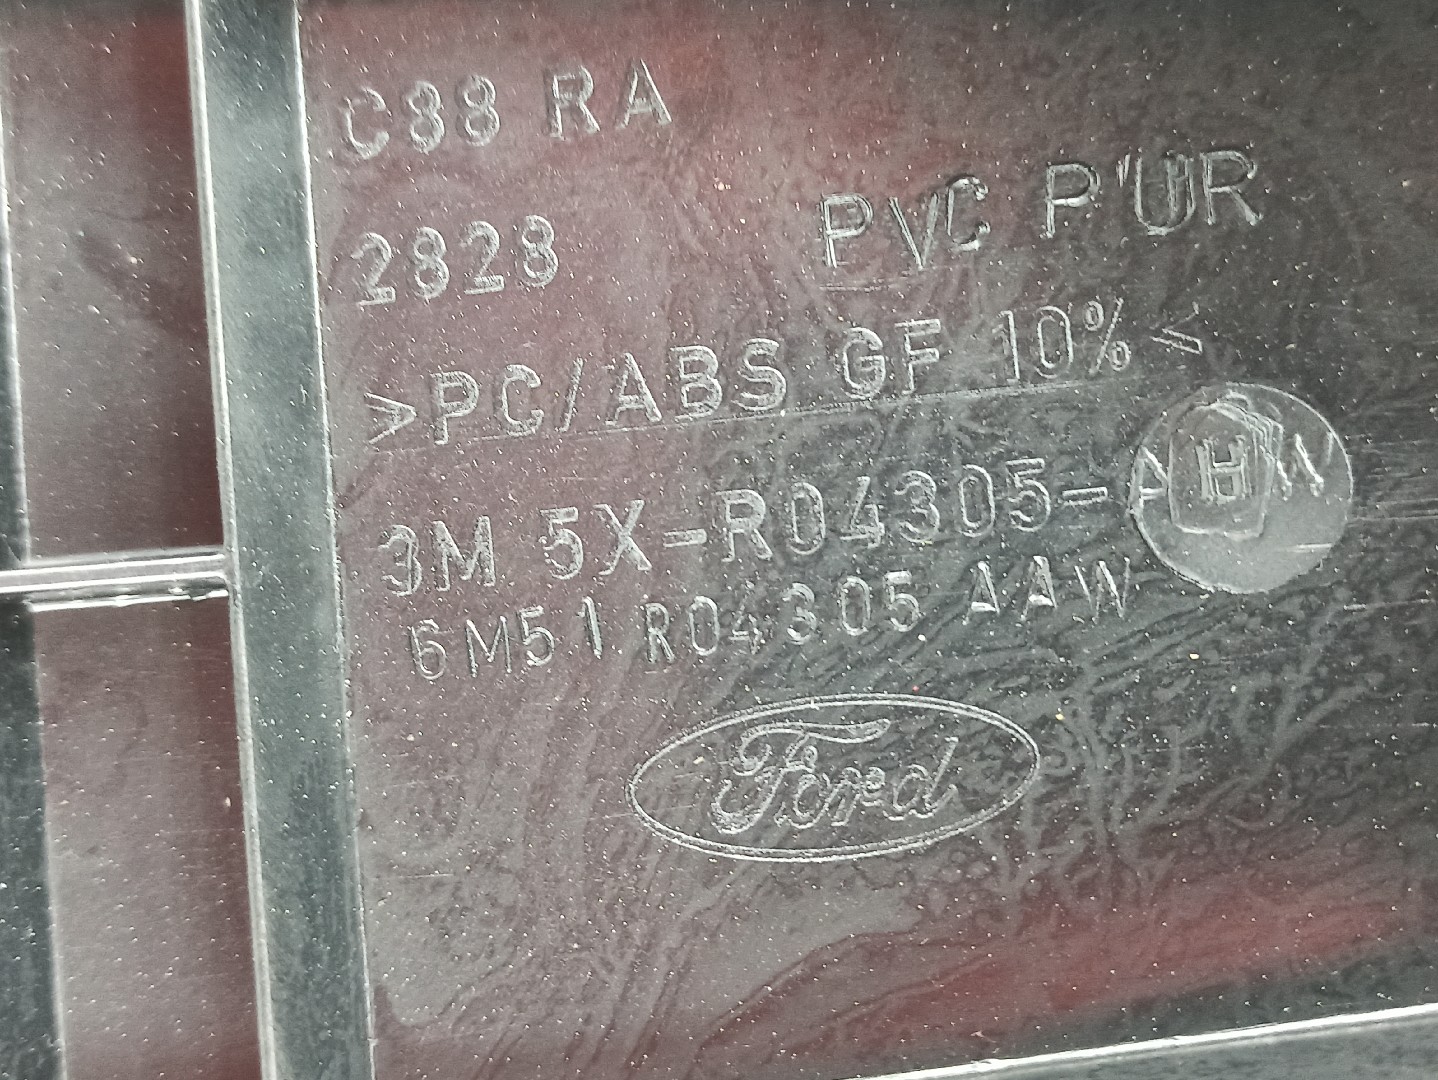 C88 RA
PVC PUR
2828
>PC/ABS GF 10%<
3M 5X-R04305-A W
H
6M51 R04305 AAW
Ford